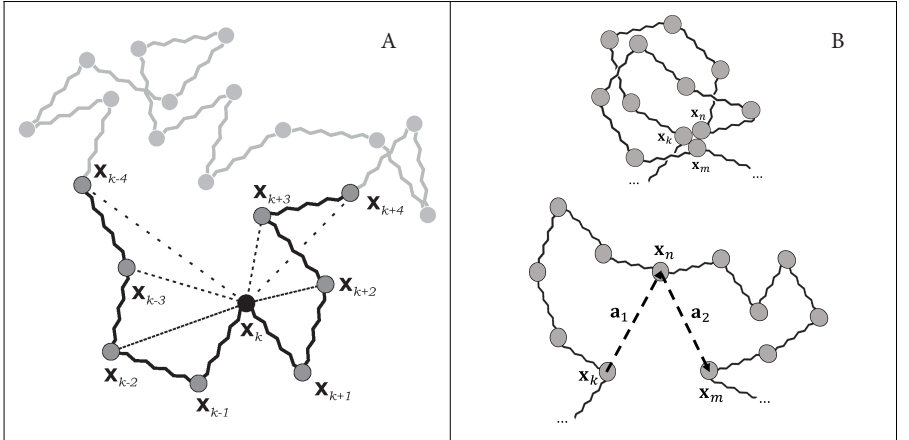 A
x_{k-4}
x_{k+3}
x_{k+4}
x_{k-3}
x_{k+2}
x_k
x_{k-2}
x_{k-1}
x_{k+1}
B
x_n
x_k
x_m
...
...
x_n
a_1
a_2
x_k
x_m
...
...